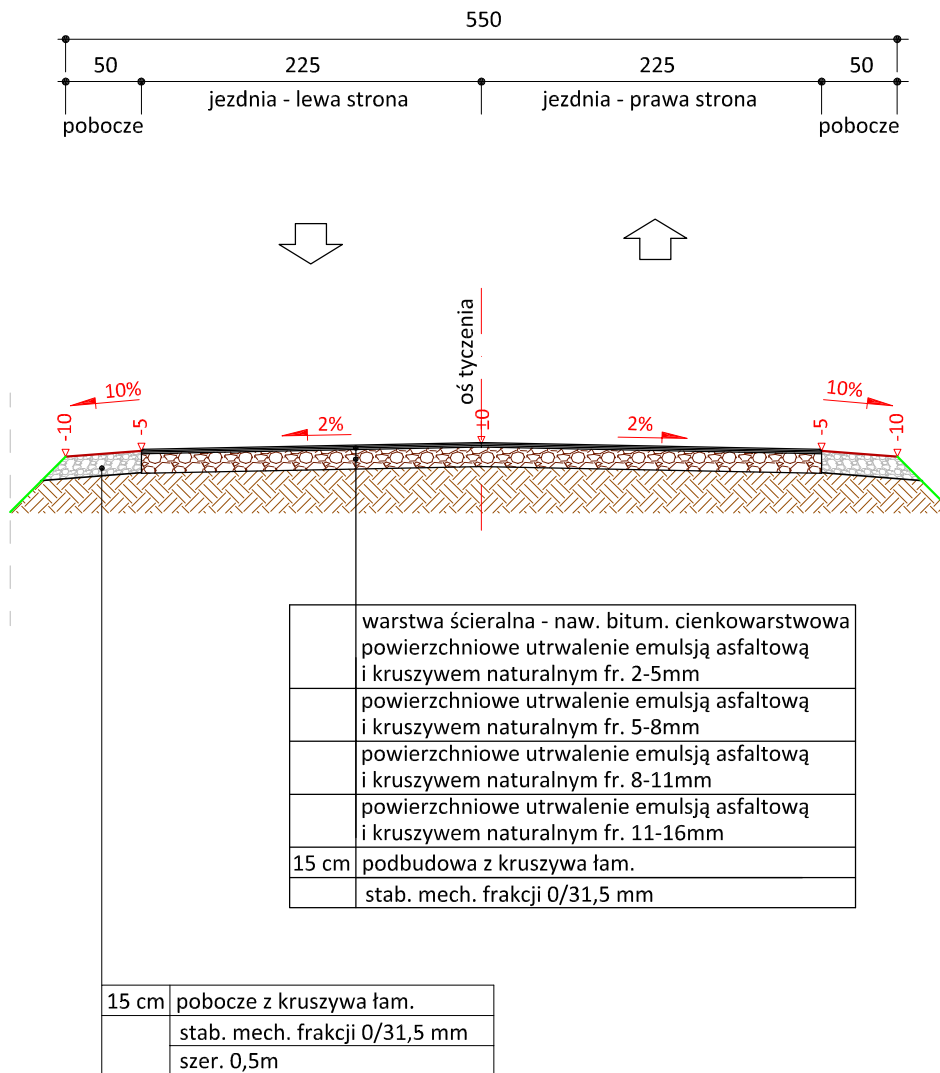 550
50 225 225 50
jezdnia - lewa strona jezdnia - prawa strona
pobocze pobocze
oś tyczenia
10% 10%
-10 -5 2% ±0 2% -5 -10
warstwa ścieralna - naw. bitum. cienkowarstwowa
powierzchniowe utrwalenie emulsją asfaltową
i kruszywem naturalnym fr. 2-5mm
powierzchniowe utrwalenie emulsją asfaltową
i kruszywem naturalnym fr. 5-8mm
powierzchniowe utrwalenie emulsją asfaltową
i kruszywem naturalnym fr. 8-11mm
powierzchniowe utrwalenie emulsją asfaltową
i kruszywem naturalnym fr. 11-16mm
15 cm podbudowa z kruszywa łam.
stab. mech. frakcji 0/31,5 mm
15 cm pobocze z kruszywa łam.
stab. mech. frakcji 0/31,5 mm
szer. 0,5m